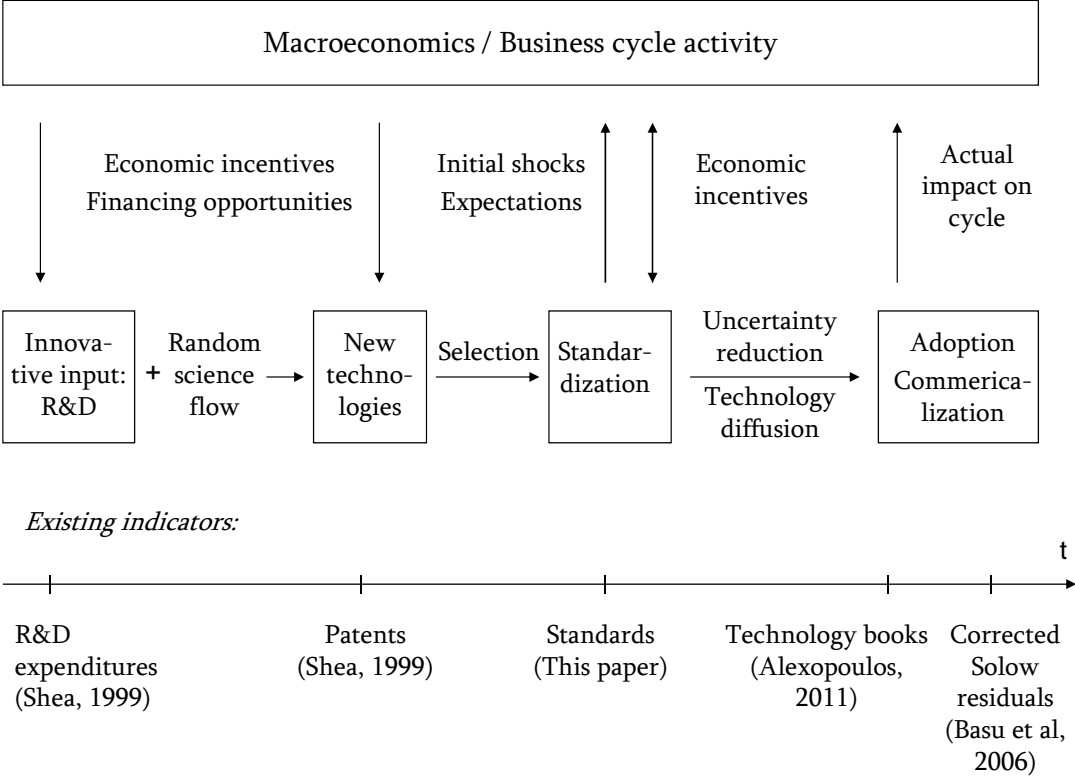 Macroeconomics / Business cycle activity
Economic incentives
Financing opportunities
Initial shocks
Expectations
Economic
incentives
Actual
impact on
cycle
Innova-
tive input:
R&D
+
Random
science
flow
New
techno-
logies
Selection
Standar-
dization
Uncertainty
reduction
Technology
diffusion
Adoption
Commerica-
lization
Existing indicators:
t
R&D
expenditures
(Shea, 1999)
Patents
(Shea, 1999)
Standards
(This paper)
Technology books
(Alexopoulos,
2011)
Corrected
Solow
residuals
(Basu et al,
2006)